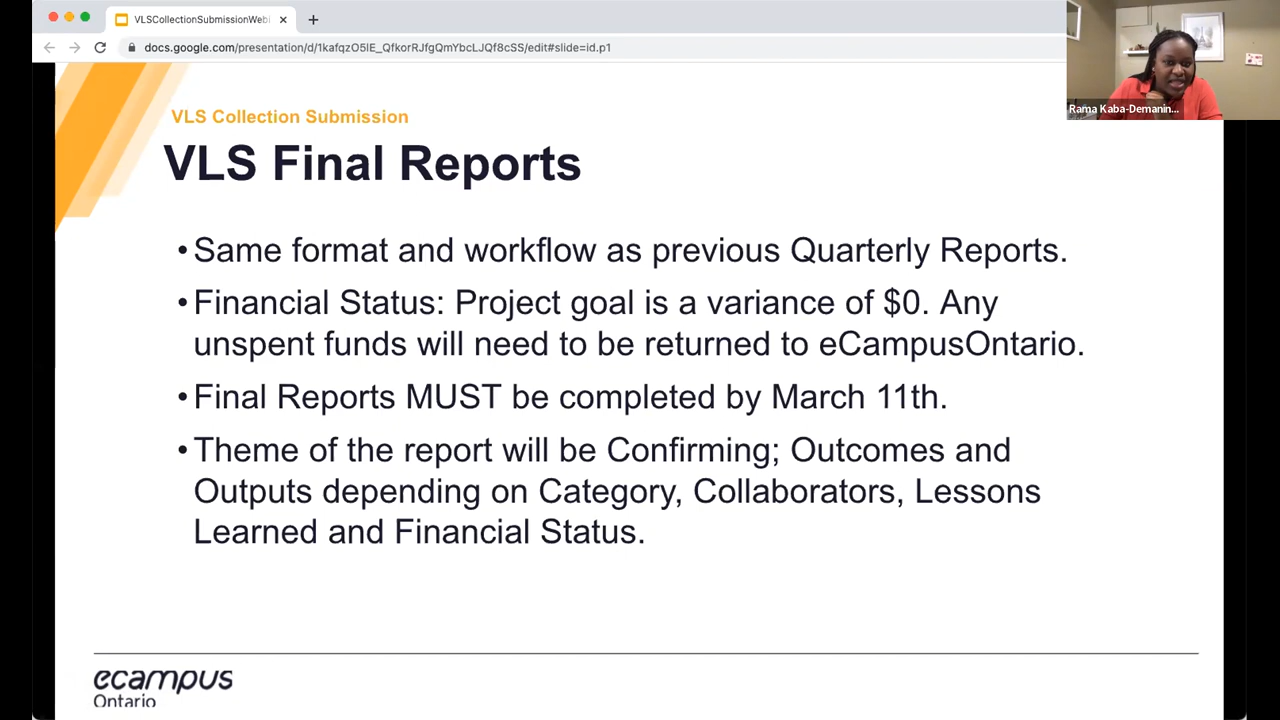 VLSCollectionSubmissionWebi
docs.google.com/presentation/d/1kafqzO5lE_QfkorRJfgQmYbcLJQf8cSS/edit#slide=id.p1
Rama Kaba-Demanin...
VLS Collection Submission
VLS Final Reports
•Same format and workflow as previous Quarterly Reports.
•Financial Status: Project goal is a variance of $0. Any
unspent funds will need to be returned to eCampusOntario.
•Final Reports MUST be completed by March 11th.
•Theme of the report will be Confirming; Outcomes and
Outputs depending on Category, Collaborators, Lessons
Learned and Financial Status.
ecampus
Ontario